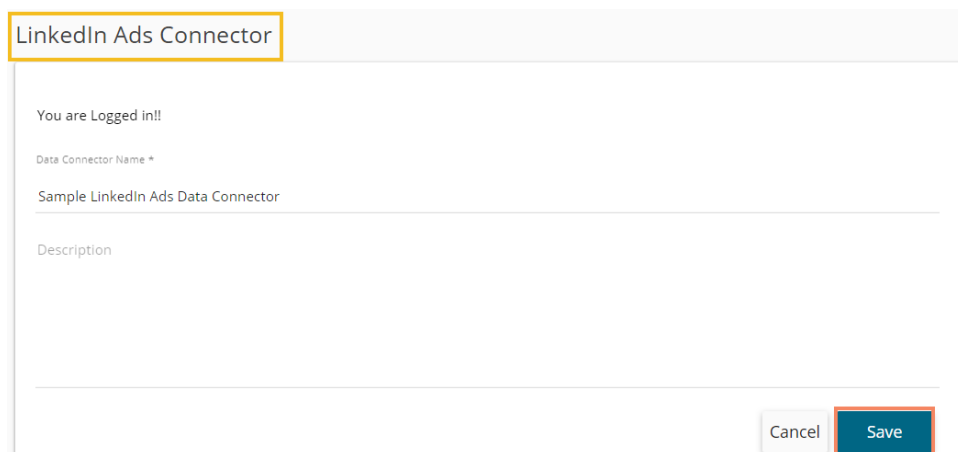 LinkedIn Ads Connector
You are Logged in!!
Data Connector Name *
Sample LinkedIn Ads Data Connector
Description
Cancel Save